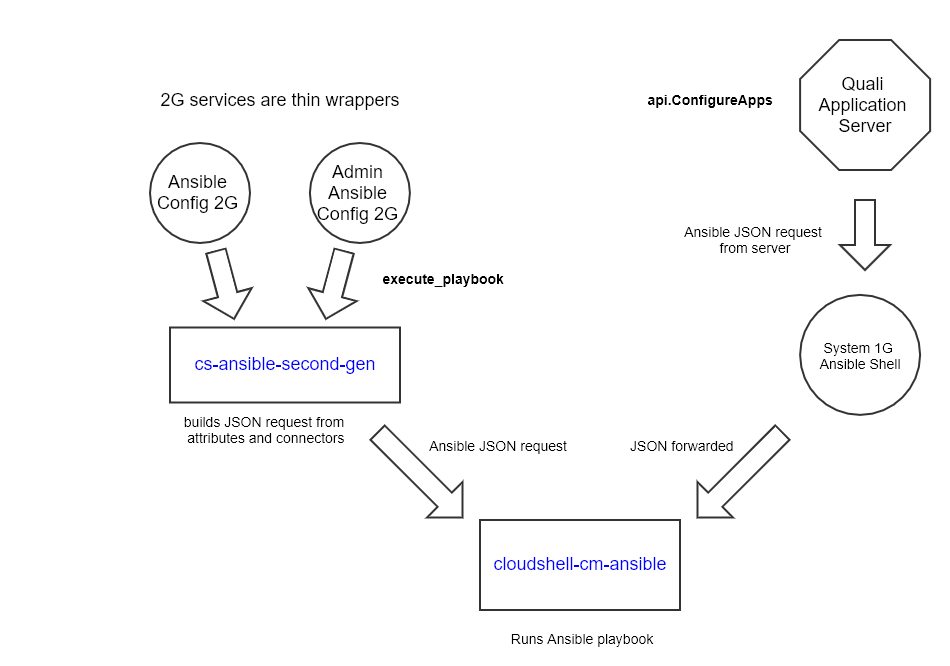 2G services are thin wrappers
api.ConfigureApps
Quali
Application
Server
Ansible
Config 2G
Admin
Ansible
Config 2G
Ansible JSON request
from server
execute_playbook
cs-ansible-second-gen
System 1G
Ansible Shell
builds JSON request from
attributes and connectors
Ansible JSON request
JSON forwarded
cloudshell-cm-ansible
Runs Ansible playbook